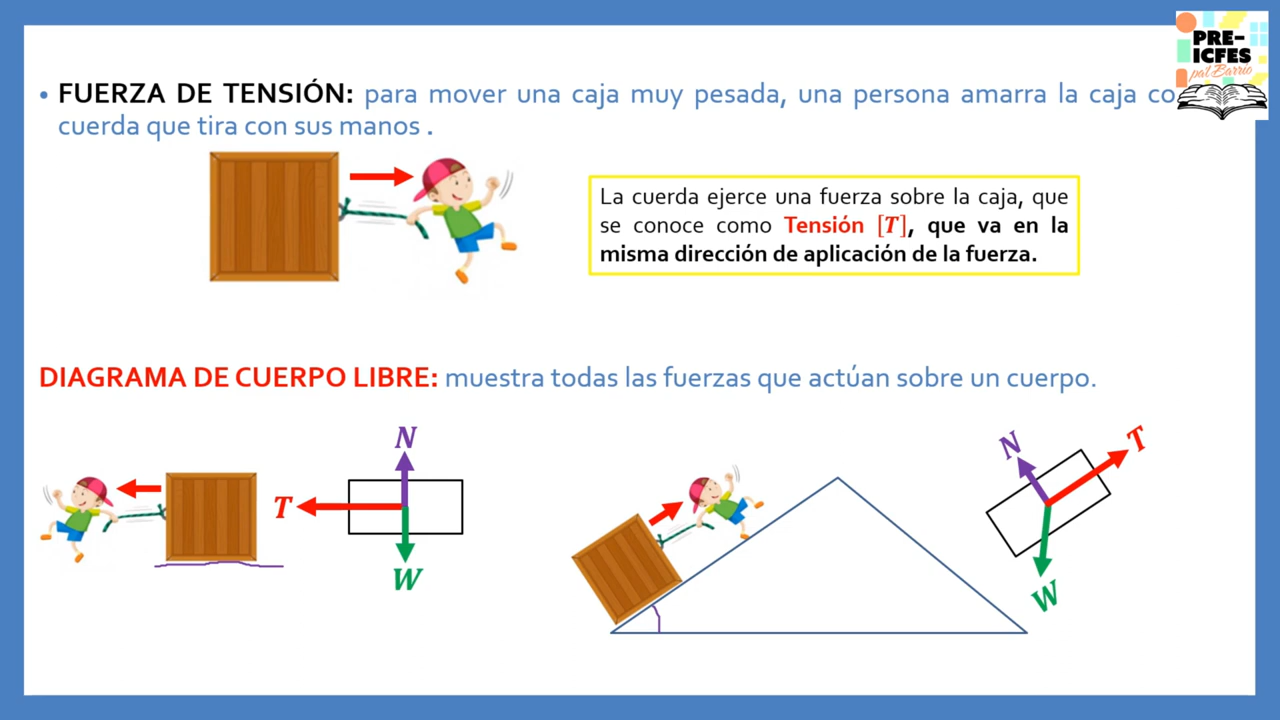 PRE-
ICFES
pal Barrio
• FUERZA DE TENSIÓN: para mover una caja muy pesada, una persona amarra la caja co
cuerda que tira con sus manos .
La cuerda ejerce una fuerza sobre la caja, que
se conoce como Tensión [T], que va en la
misma dirección de aplicación de la fuerza.
DIAGRAMA DE CUERPO LIBRE: muestra todas las fuerzas que actúan sobre un cuerpo.
N
T
W
N
T
W